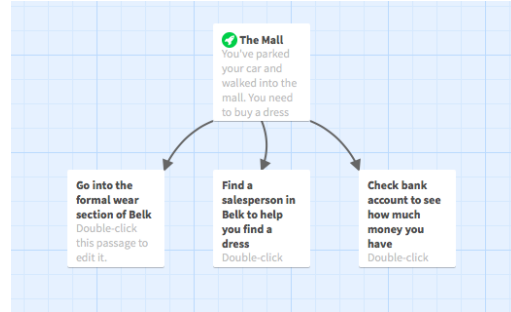 The Mall
You've parked
your car and
walked into the
mall. You need
to buy a dress
Go into the
formal wear
section of Belk
Double-click
this passage to
edit it.
Find a
salesperson in
Belk to help
you find a
dress
Double-click
Check bank
account to see
how much
money you
have
Double-click